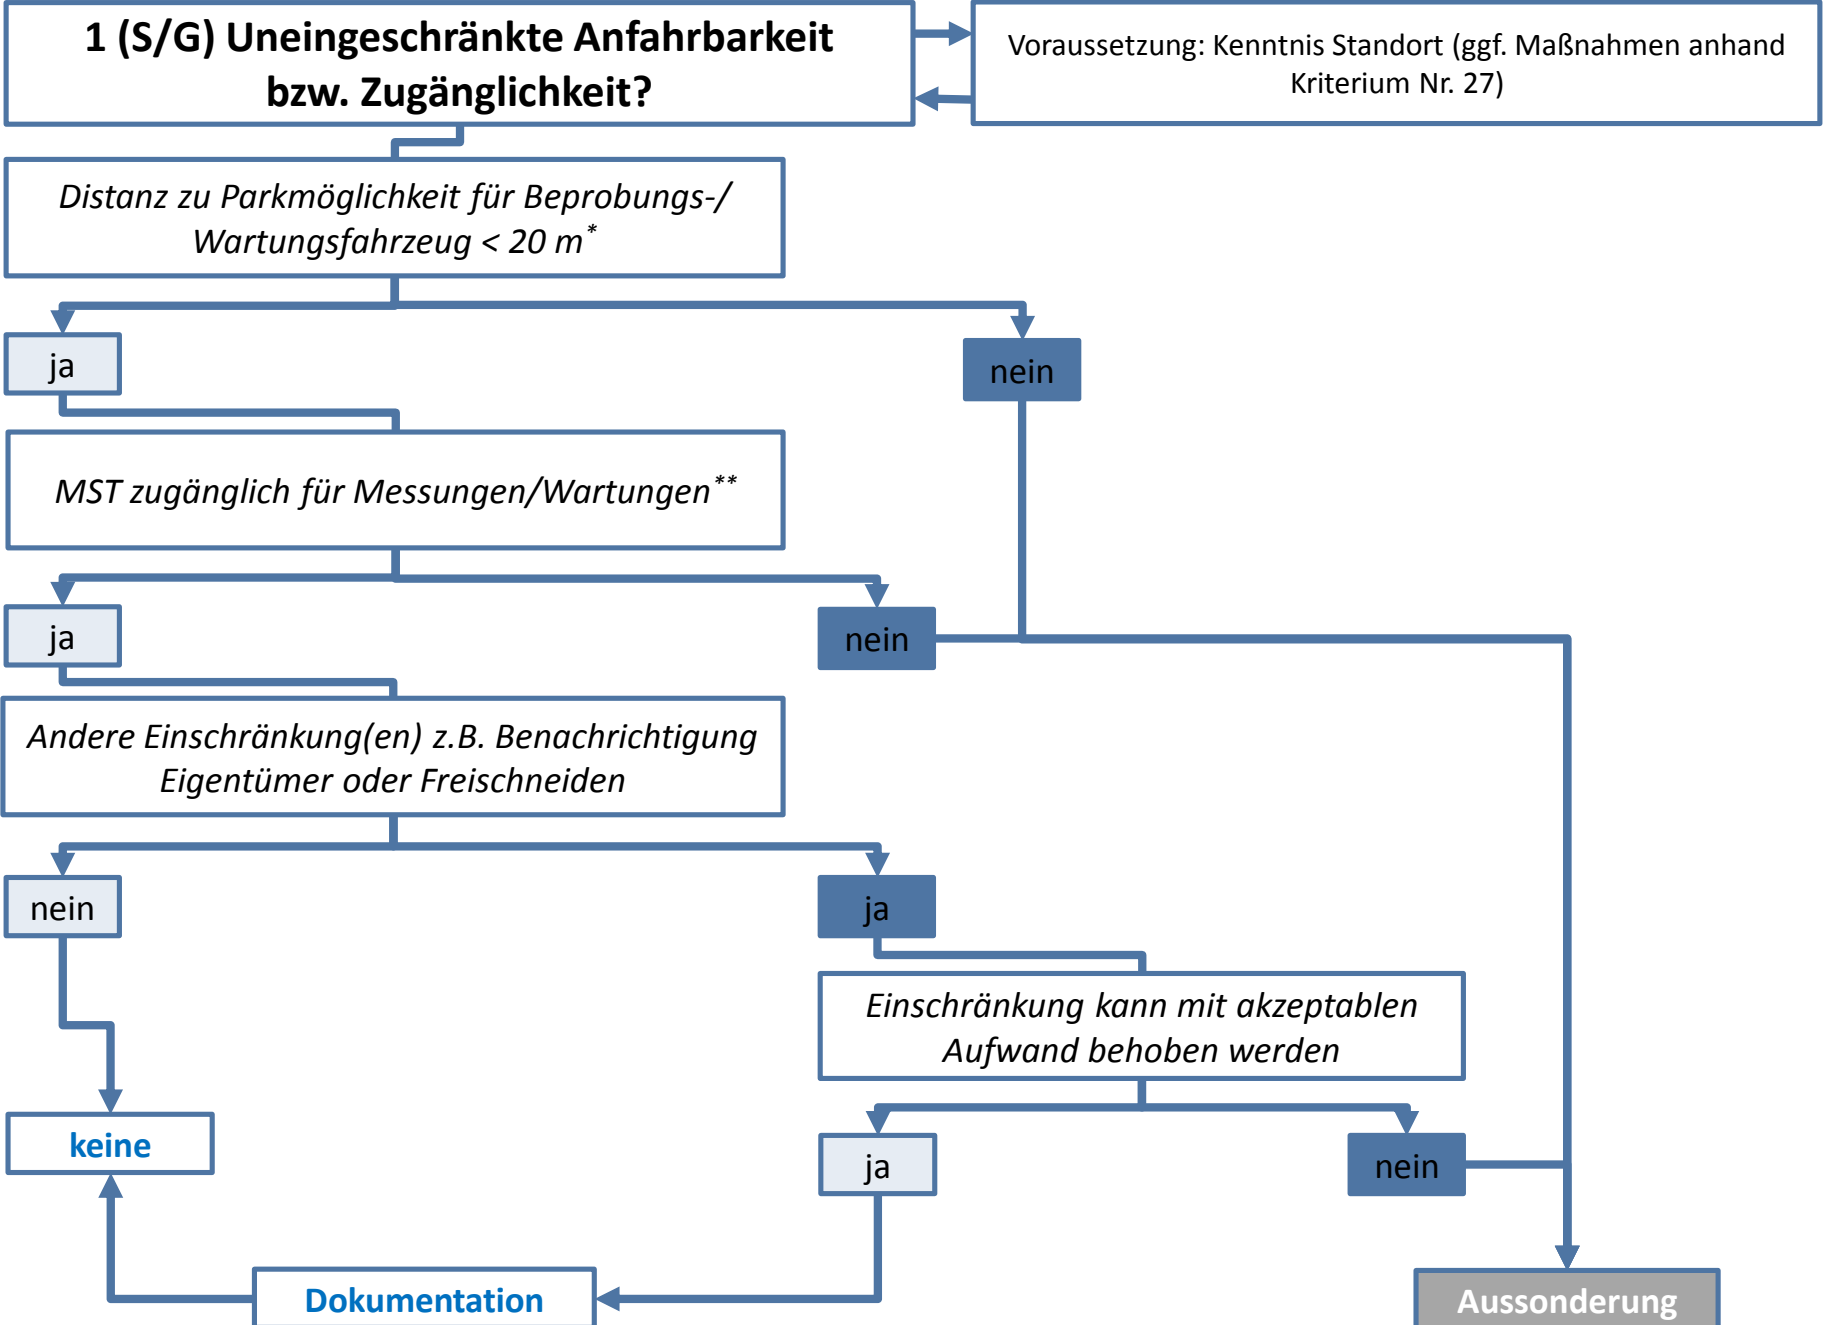 1 (S/G) Uneingeschränkte Anfahrbarkeit
bzw. Zugänglichkeit?
Voraussetzung: Kenntnis Standort (ggf. Maßnahmen anhand
Kriterium Nr. 27)
Distanz zu Parkmöglichkeit für Beprobungs-/
Wartungsfahrzeug < 20 m*
ja
nein
MST zugänglich für Messungen/Wartungen**
ja
nein
Andere Einschränkung(en) z.B. Benachrichtigung
Eigentümer oder Freischneiden
nein
ja
Einschränkung kann mit akzeptablen
Aufwand behoben werden
keine
ja
nein
Dokumentation
Aussonderung